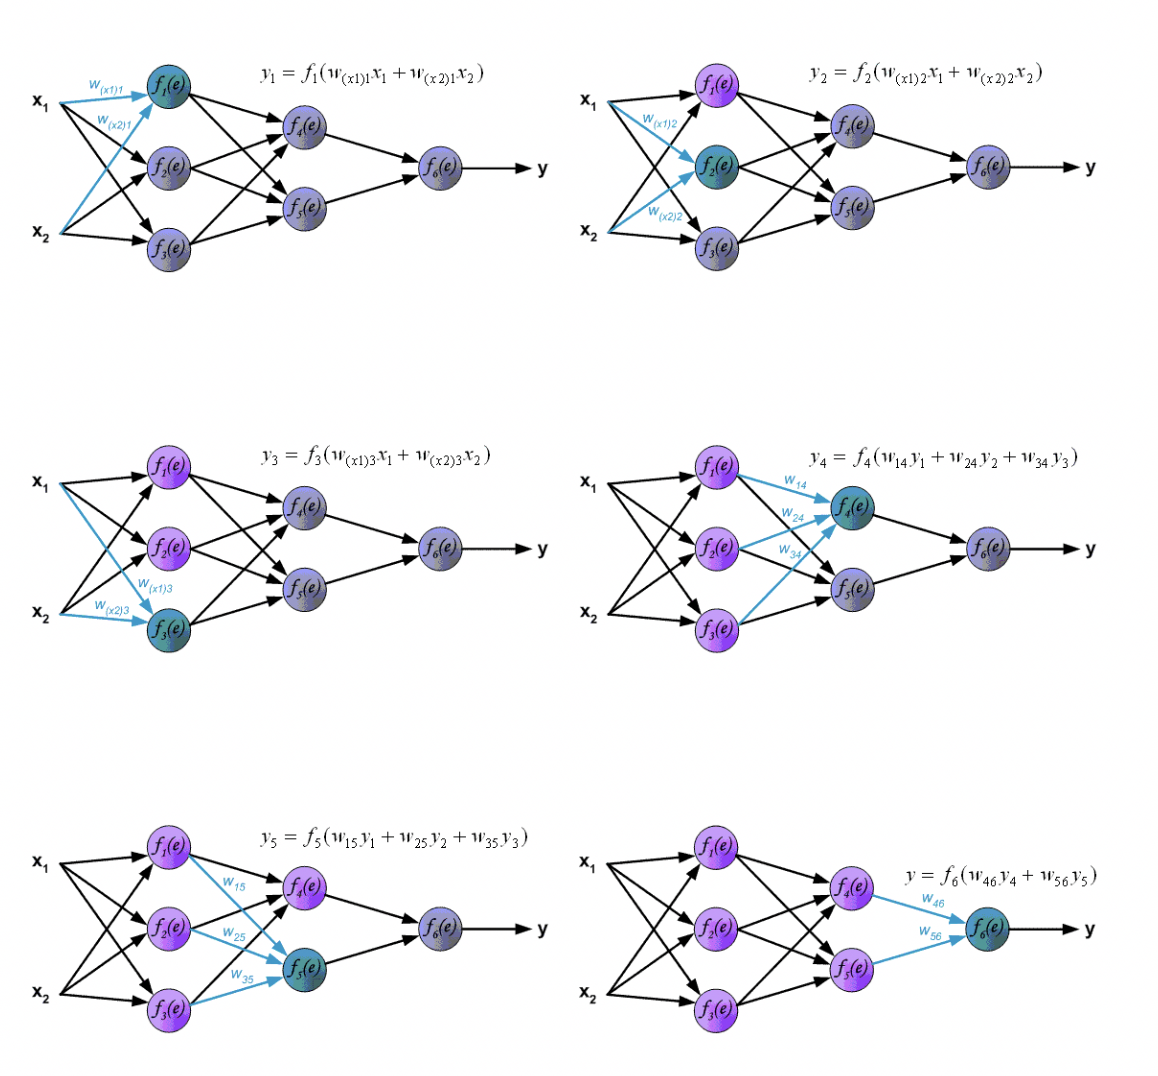 y₁ = f₁(w₍ₓ₁₎₁x₁ + w₍ₓ₂₎₁x₂)
w₍ₓ₁₎₁
f₁(e)
x₁
w₍ₓ₂₎₁
f₄(e)
f₂(e)
f₆(e)
y
f₅(e)
x₂
f₃(e)
y₂ = f₂(w₍ₓ₁₎₂x₁ + w₍ₓ₂₎₂x₂)
f₁(e)
x₁
w₍ₓ₁₎₂
f₄(e)
f₂(e)
f₆(e)
y
w₍ₓ₂₎₂
f₅(e)
x₂
f₃(e)
y₃ = f₃(w₍ₓ₁₎₃x₁ + w₍ₓ₂₎₃x₂)
f₁(e)
x₁
f₄(e)
f₂(e)
f₆(e)
y
w₍ₓ₁₎₃
f₅(e)
w₍ₓ₂₎₃
x₂
f₃(e)
y₄ = f₄(w₁₄y₁ + w₂₄y₂ + w₃₄y₃)
f₁(e)
x₁
w₁₄
f₄(e)
w₂₄
f₂(e)
w₃₄
f₆(e)
y
f₅(e)
x₂
f₃(e)
y₅ = f₅(w₁₅y₁ + w₂₅y₂ + w₃₅y₃)
f₁(e)
x₁
w₁₅
f₄(e)
f₂(e)
w₂₅
f₆(e)
y
w₃₅
f₅(e)
x₂
f₃(e)
y = f₆(w₄₆y₄ + w₅₆y₅)
f₁(e)
x₁
f₄(e)
w₄₆
f₂(e)
w₅₆
f₆(e)
y
f₅(e)
x₂
f₃(e)